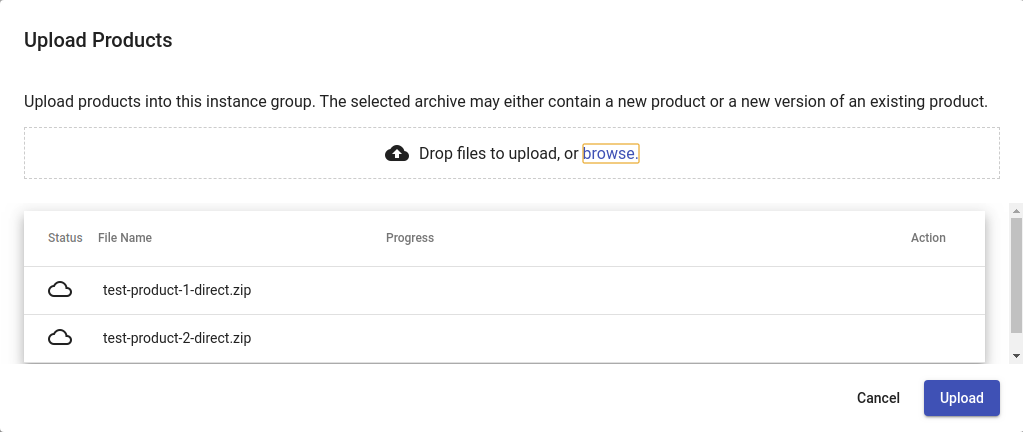 Upload Products
Upload products into this instance group. The selected archive may either contain a new product or a new version of an existing product.
Drop files to upload, or browse.
Status File Name Progress Action
test-product-1-direct.zip
test-product-2-direct.zip
Cancel Upload